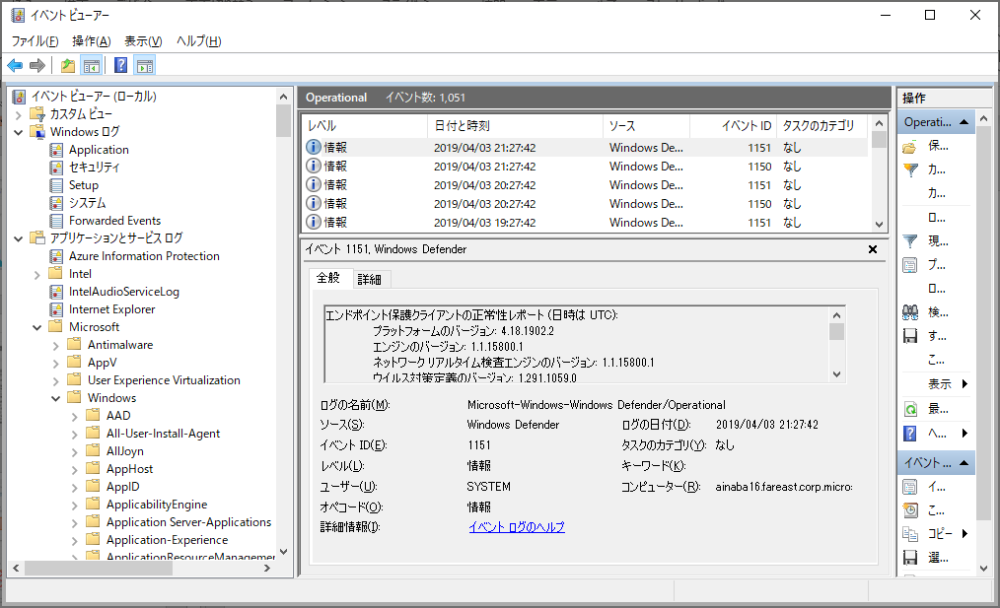 イベント ビューアー
ファイル(F) 操作(A) 表示(V) ヘルプ(H)
イベント ビューアー (ローカル)
カスタム ビュー
Windows ログ
Application
セキュリティ
Setup
システム
Forwarded Events
アプリケーションとサービス ログ
Azure Information Protection
Intel
IntelAudioServiceLog
Internet Explorer
Microsoft
Antimalware
AppV
User Experience Virtualization
Windows
AAD
All-User-Install-Agent
AllJoyn
AppHost
AppID
ApplicabilityEngine
Application Server-Applications
Application-Experience
ApplicationResourceManagemer
Operational イベント数: 1,051
レベル 日付と時刻 ソース イベント ID タスクのカテゴリ
情報 2019/04/03 21:27:42 Windows De... 1151 なし
情報 2019/04/03 21:27:42 Windows De... 1150 なし
情報 2019/04/03 20:27:42 Windows De... 1151 なし
情報 2019/04/03 20:27:42 Windows De... 1150 なし
情報 2019/04/03 19:27:42 Windows De... 1151 なし
イベント 1151, Windows Defender
全般 詳細
エンドポイント保護クライアントの正常性レポート (日時は UTC):
プラットフォームのバージョン: 4.18.1902.2
エンジンのバージョン: 1.1.15800.1
ネットワーク リアルタイム検査エンジンのバージョン: 1.1.15800.1
ウイルス対策定義のバージョン: 1.291.1059.0
ログの名前(M): Microsoft-Windows-Windows Defender/Operational
ソース(S): Windows Defender ログの日付(D): 2019/04/03 21:27:42
イベント ID(E): 1151 タスクのカテゴリ(Y): なし
レベル(L): 情報 キーワード(K):
ユーザー(U): SYSTEM コンピューター(R): ainaba16.fareast.corp.micro
オペコード(O): 情報
詳細情報(I): イベント ログのヘルプ
操作
Operati...
保...
カ...
カ...
ロ...
現...
プ...
ロ...
検...
す...
こ...
表示
最...
ヘ...
イベント ...
イ...
こ...
コピー
選...